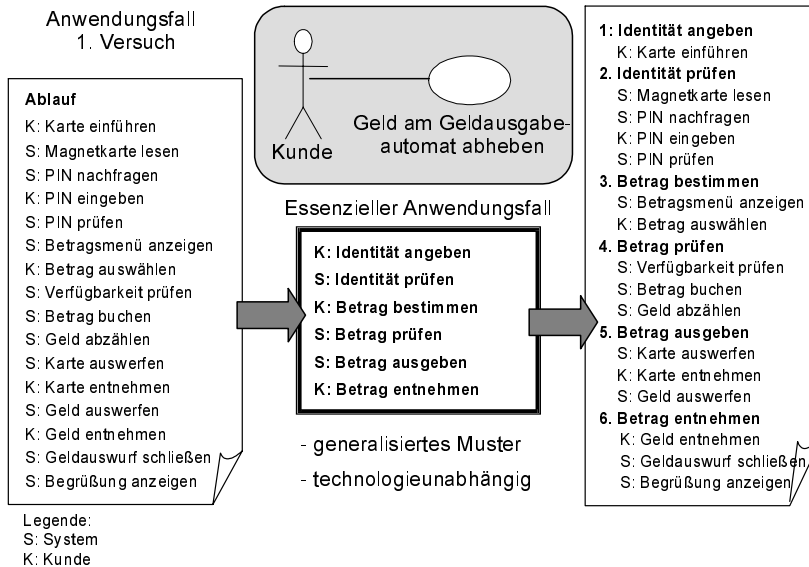 Anwendungsfall
1. Versuch
Ablauf
K: Karte einführen
S: Magnetkarte lesen
S: PIN nachfragen
K: PIN eingeben
S: PIN prüfen
S: Betragsmenü anzeigen
K: Betrag auswählen
S: Verfügbarkeit prüfen
S: Betrag buchen
S: Geld abzählen
S: Karte auswerfen
K: Karte entnehmen
S: Geld auswerfen
K: Geld entnehmen
S: Geldauswurf schließen
S: Begrüßung anzeigen
Legende:
S: System
K: Kunde
Kunde
Geld am Geldausgabe-
automat abheben
Essenzieller Anwendungsfall
K: Identität angeben
S: Identität prüfen
K: Betrag bestimmen
S: Betrag prüfen
S: Betrag ausgeben
K: Betrag entnehmen
- generalisiertes Muster
- technologieunabhängig
1: Identität angeben
K: Karte einführen
2. Identität prüfen
S: Magnetkarte lesen
S: PIN nachfragen
K: PIN eingeben
S: PIN prüfen
3. Betrag bestimmen
S: Betragsmenü anzeigen
K: Betrag auswählen
4. Betrag prüfen
S: Verfügbarkeit prüfen
S: Betrag buchen
S: Geld abzählen
5. Betrag ausgeben
S: Karte auswerfen
K: Karte entnehmen
S: Geld auswerfen
6. Betrag entnehmen
K: Geld entnehmen
S: Geldauswurf schließen
S: Begrüßung anzeigen